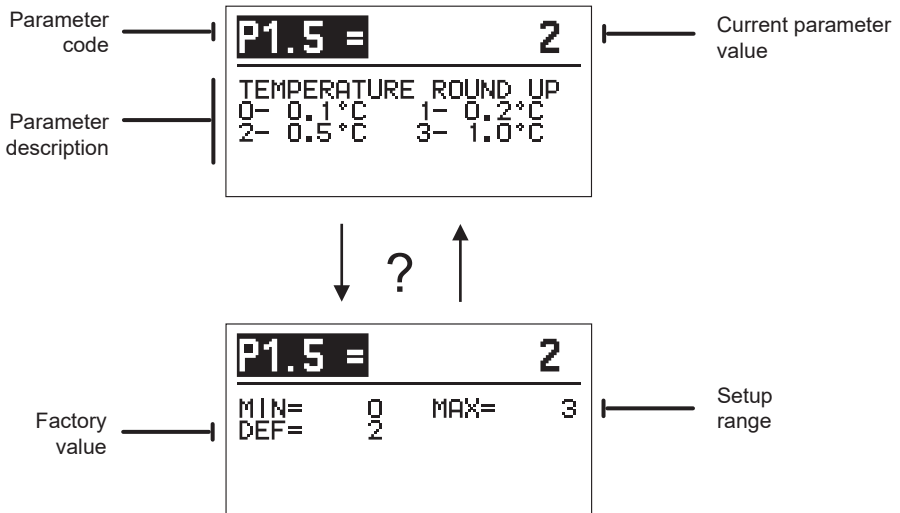 Parameter
code
P1.5 = 2
Current parameter
value
Parameter
description
TEMPERATURE ROUND UP
0- 0.1°C 1- 0.2°C
2- 0.5°C 3- 1.0°C
?
P1.5 = 2
Factory
value
MIN= 0 MAX= 3
DEF= 2
Setup
range